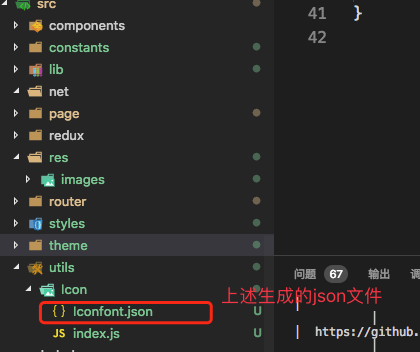 src
components
constants
lib
net
page
redux
res
images
router
styles
theme
utils
Icon
{ } Iconfont.json U
JS index.js U
上述生成的json文件
41 }
42
问题 67 输出 调
| https://github.